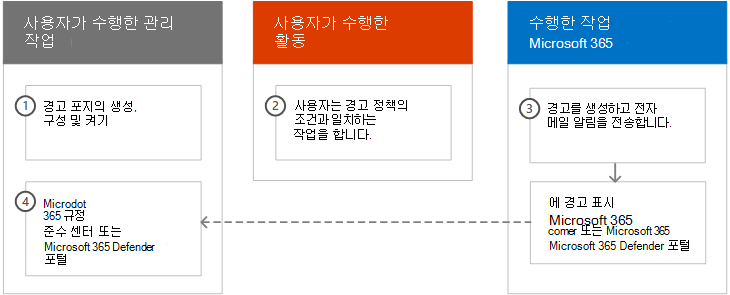 사용자가 수행한 관리
작업
사용자가 수행한
활동
수행한 작업
Microsoft 365
1
경고 포지의 생성.
구성 및 켜기
2
사용자는 경고 정책의
조건과 일치하는
작업을 합니다.
3
경고를 생성하고 전자
메일 알림을 전송합니다.
4
Microdot
365 규정
준수 센터 또는
Microsoft 365 Defender
포털
에 경고 표시
Microsoft 365
comer 또는 Microsoft 365
Microsoft 365 Defender 포털